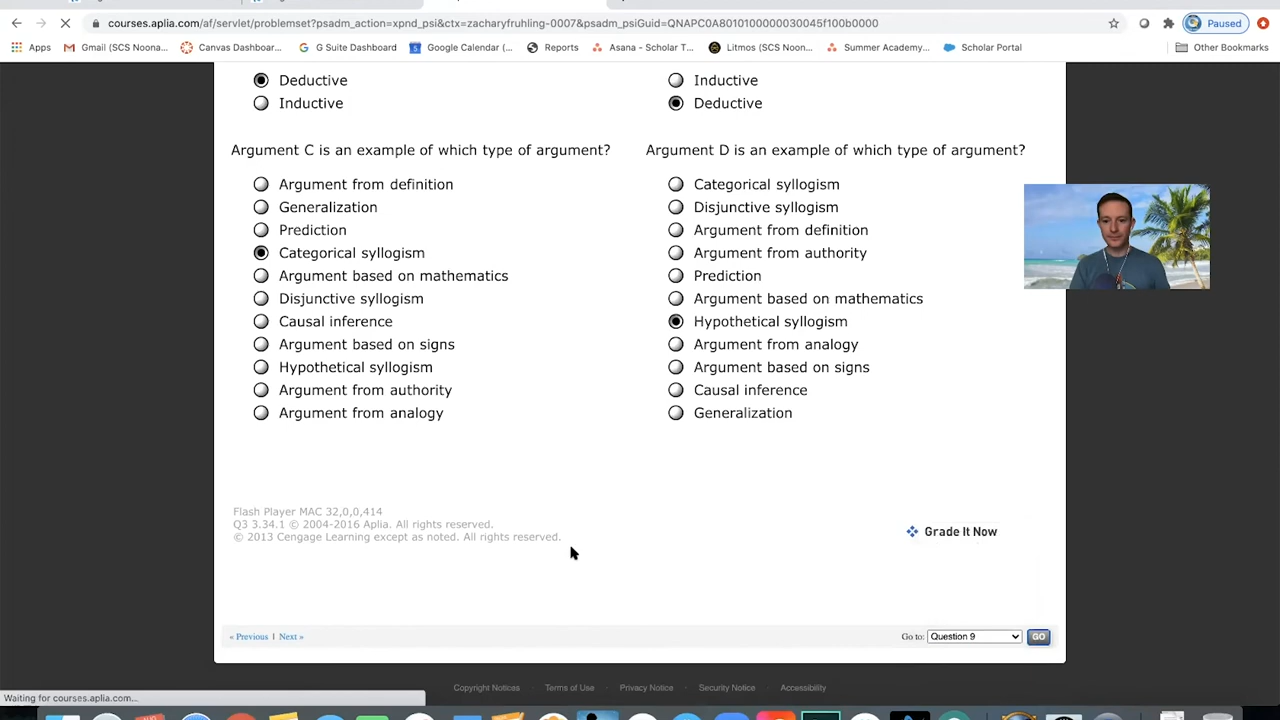 courses.aplia.com/af/servlet/problemset?psadm_action=xpnd_psi&ctx=zacharyfruhling-0007&psadm_psiGuid=QNAPC0A8010100000030045f100b0000
Paused
Apps
Gmail (SCS Noona...
Canvas Dashboar...
G Suite Dashboard
Google Calendar (...
Reports
Asana - Scholar T...
Litmos (SCS Noon...
Summer Academy...
Scholar Portal
Other Bookmarks
Deductive
Inductive
Inductive
Deductive
Argument C is an example of which type of argument?
Argument from definition
Generalization
Prediction
Categorical syllogism
Argument based on mathematics
Disjunctive syllogism
Causal inference
Argument based on signs
Hypothetical syllogism
Argument from authority
Argument from analogy
Argument D is an example of which type of argument?
Categorical syllogism
Disjunctive syllogism
Argument from definition
Argument from authority
Prediction
Argument based on mathematics
Hypothetical syllogism
Argument from analogy
Argument based on signs
Causal inference
Generalization
Flash Player MAC 32,0,0,414
Q3 3.34.1 © 2004-2016 Aplia. All rights reserved.
© 2013 Cengage Learning except as noted. All rights reserved.
Grade It Now
« Previous | Next »
Go to: Question 9 GO
Waiting for courses.aplia.com...
Copyright Notices · Terms of Use · Privacy Notice · Security Notice · Accessibility